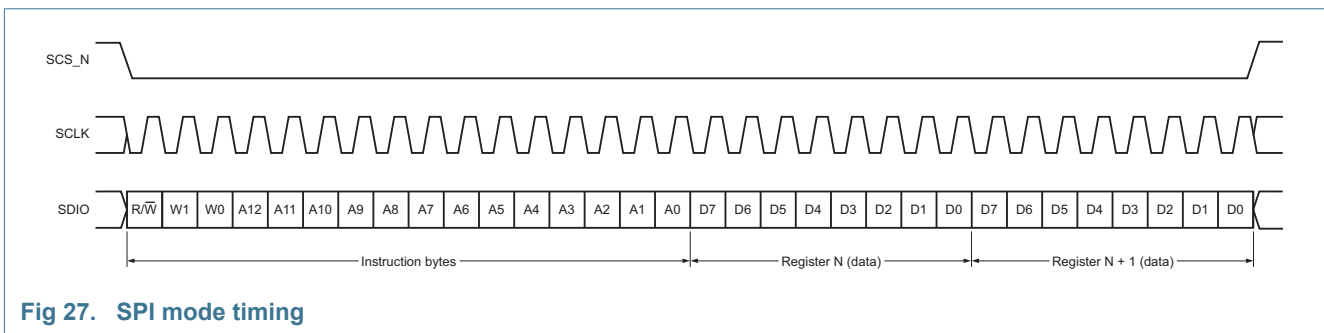 SCS_N
SCLK
SDIO R/W̅ W1 W0 A12 A11 A10 A9 A8 A7 A6 A5 A4 A3 A2 A1 A0 D7 D6 D5 D4 D3 D2 D1 D0 D7 D6 D5 D4 D3 D2 D1 D0
Instruction bytes Register N (data) Register N + 1 (data)
Fig 27. SPI mode timing